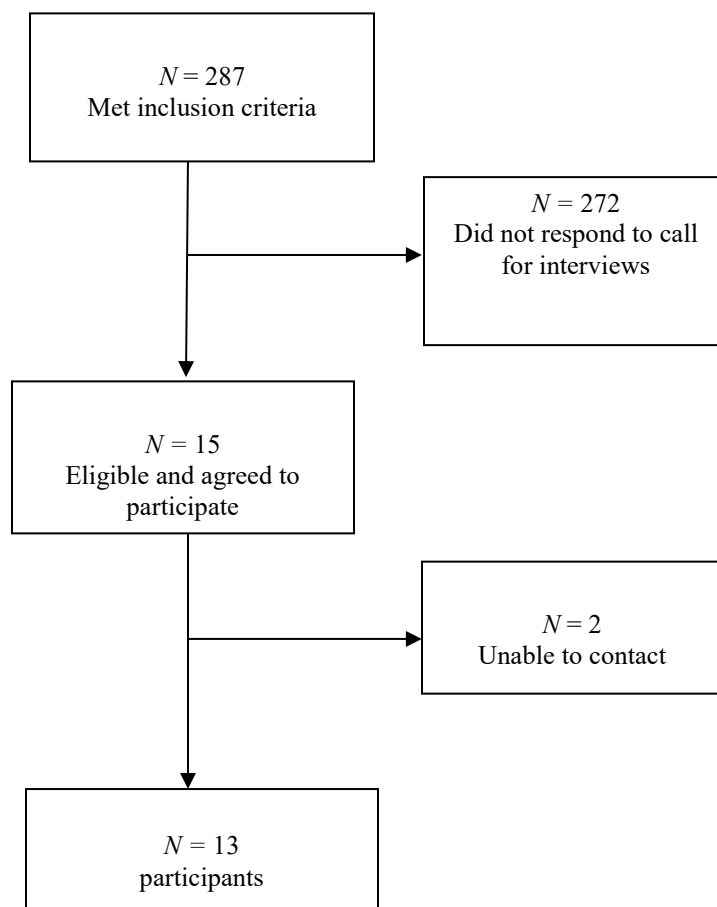 N = 287
Met inclusion criteria
N = 272
Did not respond to call
for interviews
N = 15
Eligible and agreed to
participate
N = 2
Unable to contact
N = 13
participants